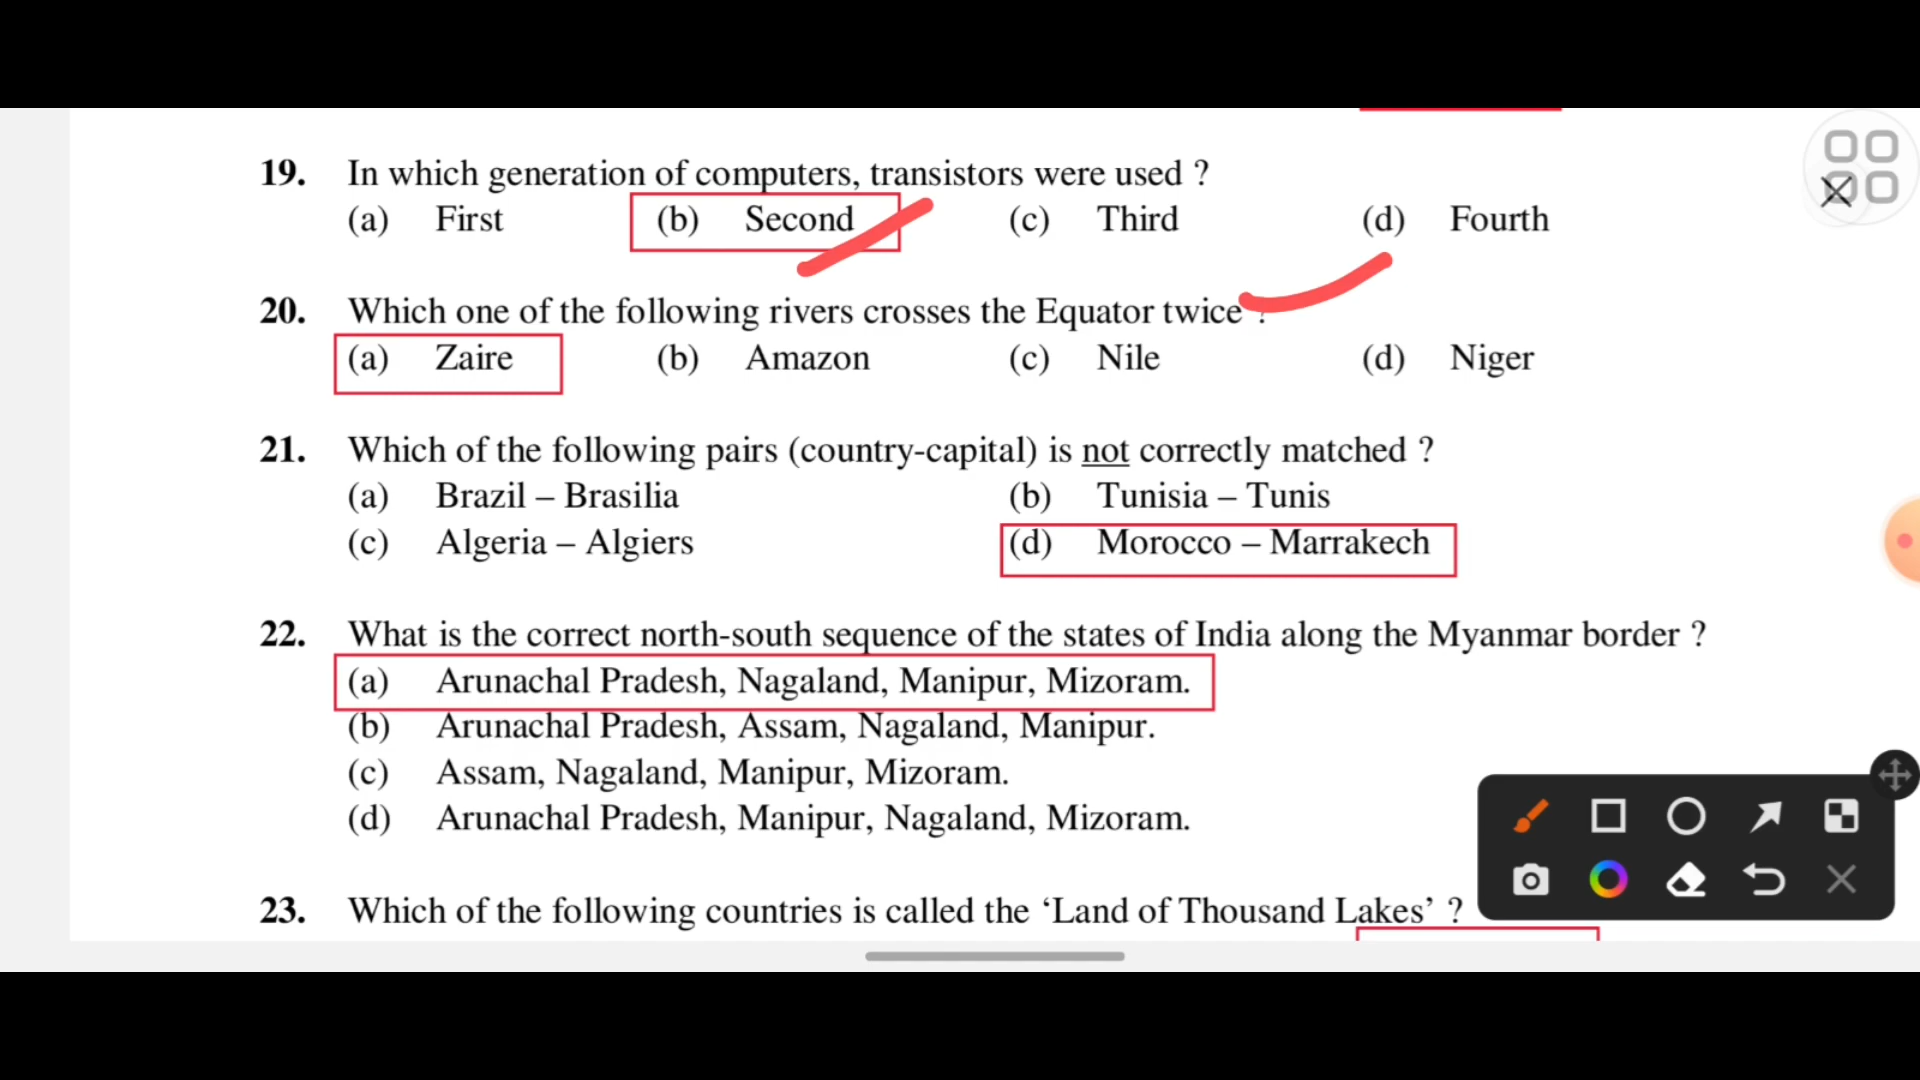 19. In which generation of computers, transistors were used ?
(a) First (b) Second (c) Third (d) Fourth
20. Which one of the following rivers crosses the Equator twice ?
(a) Zaire (b) Amazon (c) Nile (d) Niger
21. Which of the following pairs (country-capital) is not correctly matched ?
(a) Brazil – Brasilia (b) Tunisia – Tunis
(c) Algeria – Algiers (d) Morocco – Marrakech
22. What is the correct north-south sequence of the states of India along the Myanmar border ?
(a) Arunachal Pradesh, Nagaland, Manipur, Mizoram.
(b) Arunachal Pradesh, Assam, Nagaland, Manipur.
(c) Assam, Nagaland, Manipur, Mizoram.
(d) Arunachal Pradesh, Manipur, Nagaland, Mizoram.
23. Which of the following countries is called the ‘Land of Thousand Lakes’ ?